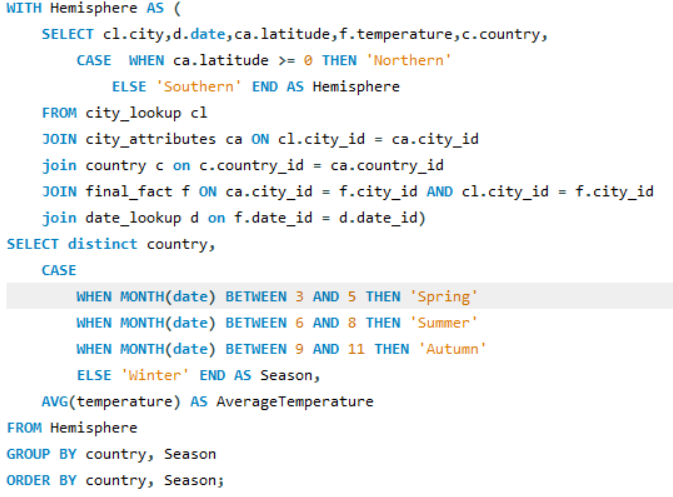 WITH Hemisphere AS (
    SELECT cl.city,d.date,ca.latitude,f.temperature,c.country,
        CASE  WHEN ca.latitude >= 0 THEN 'Northern'
            ELSE 'Southern' END AS Hemisphere
    FROM city_lookup cl
    JOIN city_attributes ca ON cl.city_id = ca.city_id
    join country c on c.country_id = ca.country_id
    JOIN final_fact f ON ca.city_id = f.city_id AND cl.city_id = f.city_id
    join date_lookup d on f.date_id = d.date_id)
SELECT distinct country,
    CASE
        WHEN MONTH(date) BETWEEN 3 AND 5 THEN 'Spring'
        WHEN MONTH(date) BETWEEN 6 AND 8 THEN 'Summer'
        WHEN MONTH(date) BETWEEN 9 AND 11 THEN 'Autumn'
        ELSE 'Winter' END AS Season,
    AVG(temperature) AS AverageTemperature
FROM Hemisphere
GROUP BY country, Season
ORDER BY country, Season;